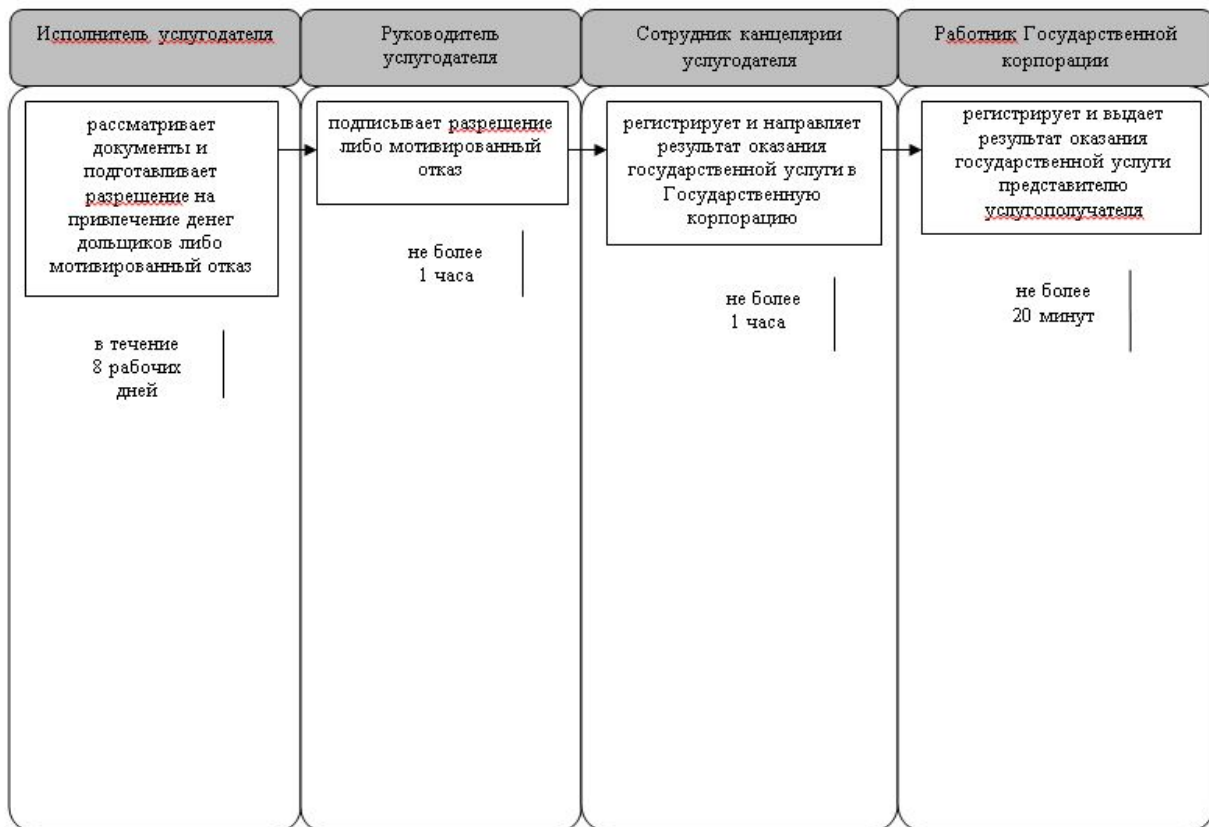 Исполнитель услугодателя
Руководитель
услугодателя
Сотрудник канцелярии
услугодателя
Работник Государственной
корпорации
рассматривает
документы и
подготавливает
разрешение на
привлечение денег
дольщиков либо
мотивированный отказ
в течение
8 рабочих
дней
подписывает разрешение
либо мотивированный
отказ
не более
1 часа
регистрирует и направляет
результат оказания
государственной услуги в
Государственную
корпорацию
не более
1 часа
регистрирует и выдает
результат оказания
государственной услуги
представителю
услугополучателя
не более
20 минут